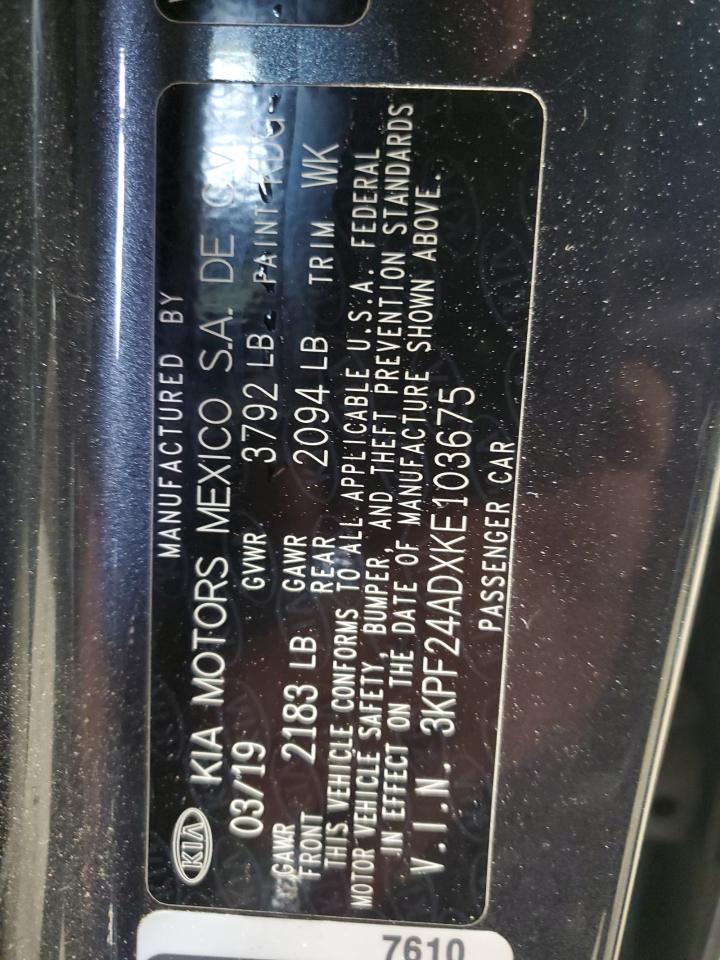 MANUFACTURED BY
KIA KIA MOTORS MEXICO S.A. DE C.V
03/19 GVWR 3792 LB PAINT
GAWR FRONT 2183 LB GAWR REAR 2094 LB TRIM WK
THIS VEHICLE CONFORMS TO ALL APPLICABLE U.S.A. FEDERAL
MOTOR VEHICLE SAFETY, BUMPER, AND THEFT PREVENTION STANDARDS
IN EFFECT ON THE DATE OF MANUFACTURE SHOWN ABOVE.
V.I.N. 3KPF24ADXKE103675
PASSENGER CAR
7610